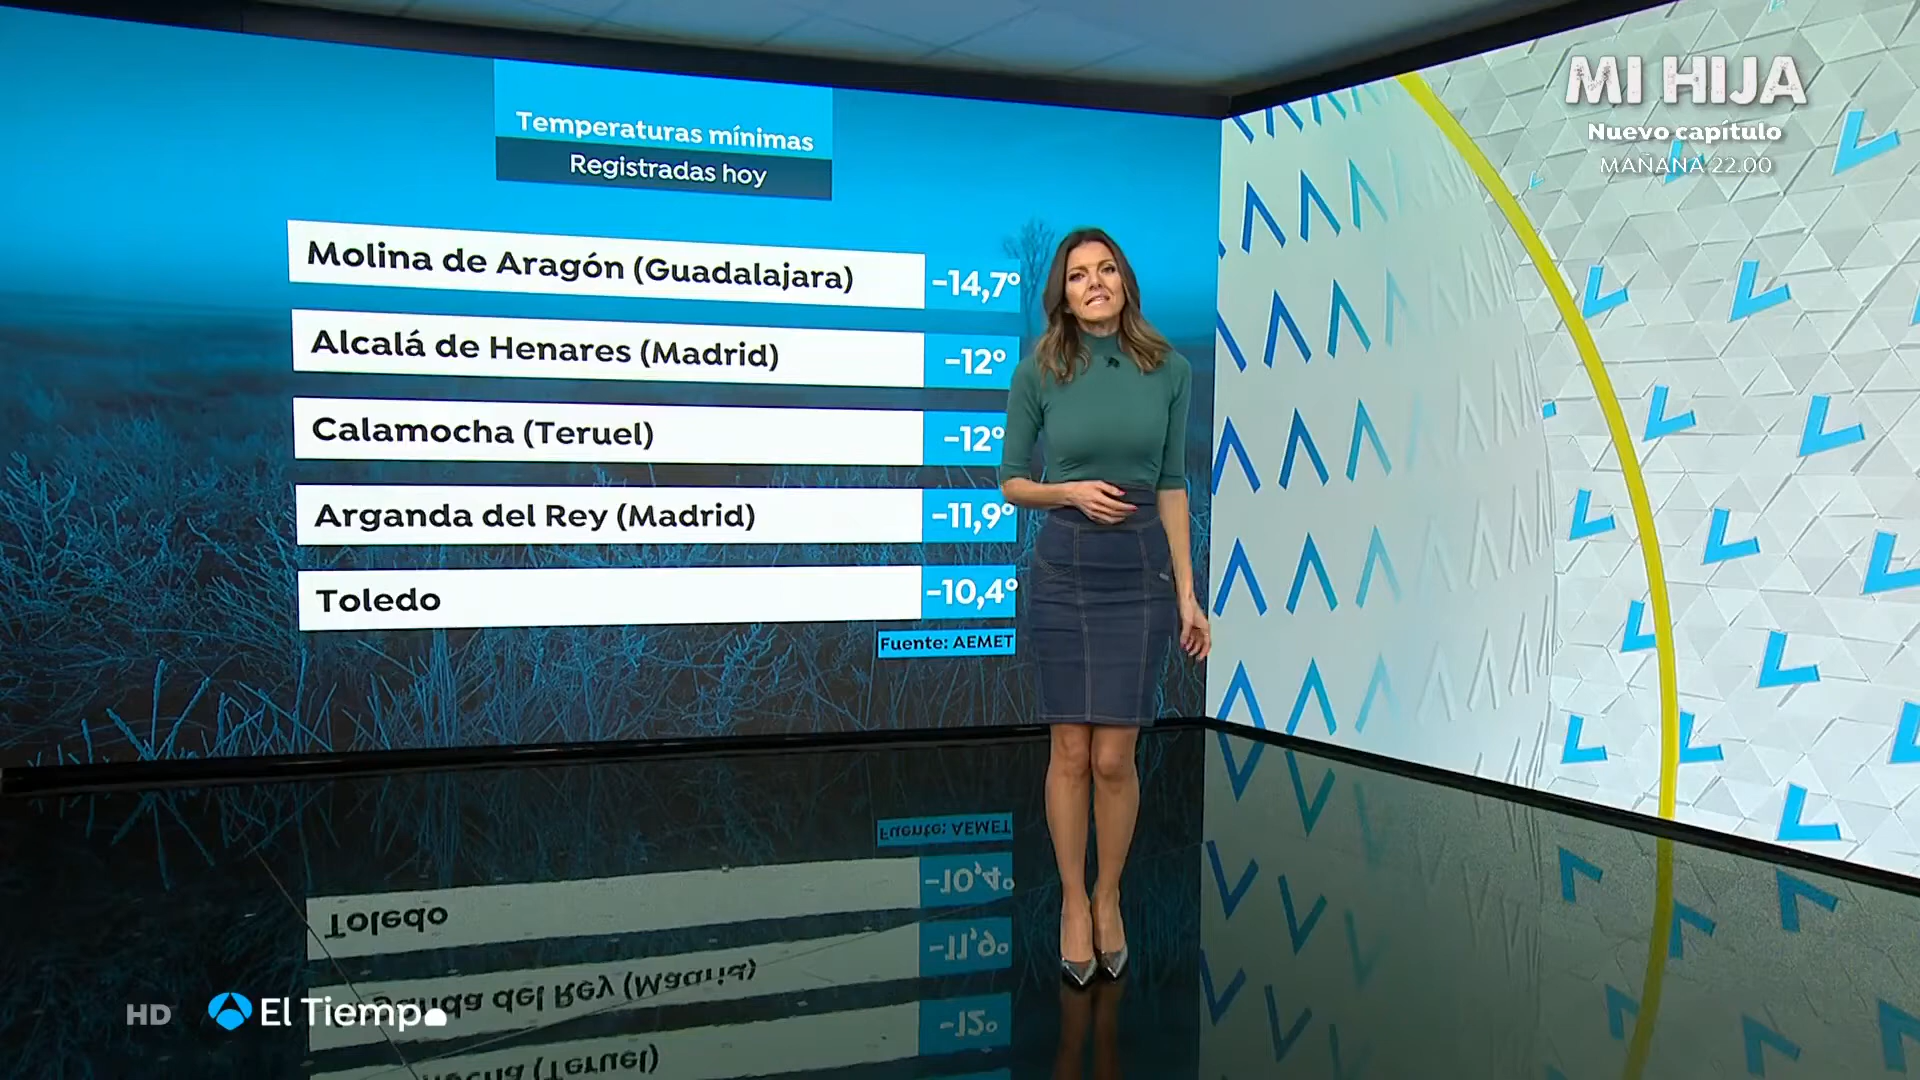 MI HIJA
Nuevo capítulo
MAÑANA 22.00
Temperaturas mínimas
Registradas hoy
Molina de Aragón (Guadalajara) -14,7º
Alcalá de Henares (Madrid) -12º
Calamocha (Teruel) -12º
Arganda del Rey (Madrid) -11,9º
Toledo -10,4º
Fuente: AEMET
HD El Tiempo